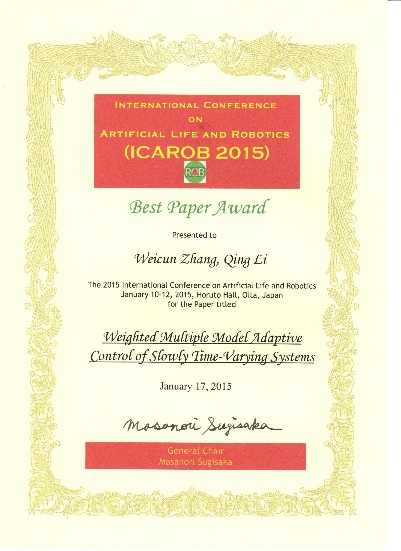 INTERNATIONAL CONFERENCE
ON
ARTIFICIAL LIFE AND ROBOTICS
(ICAROB 2015)
ROB
Best Paper Award
Presented to
Weicun Zhang, Qing Li
The 2015 International Conference on Artificial Life and Robotics
January 10-12, 2015, Horuto Hall, Oita, Japan
for the Paper titled
Weighted Multiple Model Adaptive
Control of Slowly Time-Varying Systems
January 17, 2015
Masanori Sugisaka
General Chair
Masanori Sugisaka